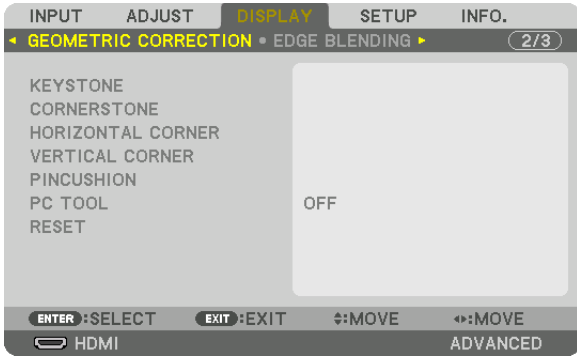 INPUT ADJUST DISPLAY SETUP INFO.
GEOMETRIC CORRECTION • EDGE BLENDING 2/3
KEYSTONE
CORNERSTONE
HORIZONTAL CORNER
VERTICAL CORNER
PINCUSHION
PC TOOL OFF
RESET
ENTER :SELECT EXIT :EXIT :MOVE :MOVE
HDMI ADVANCED